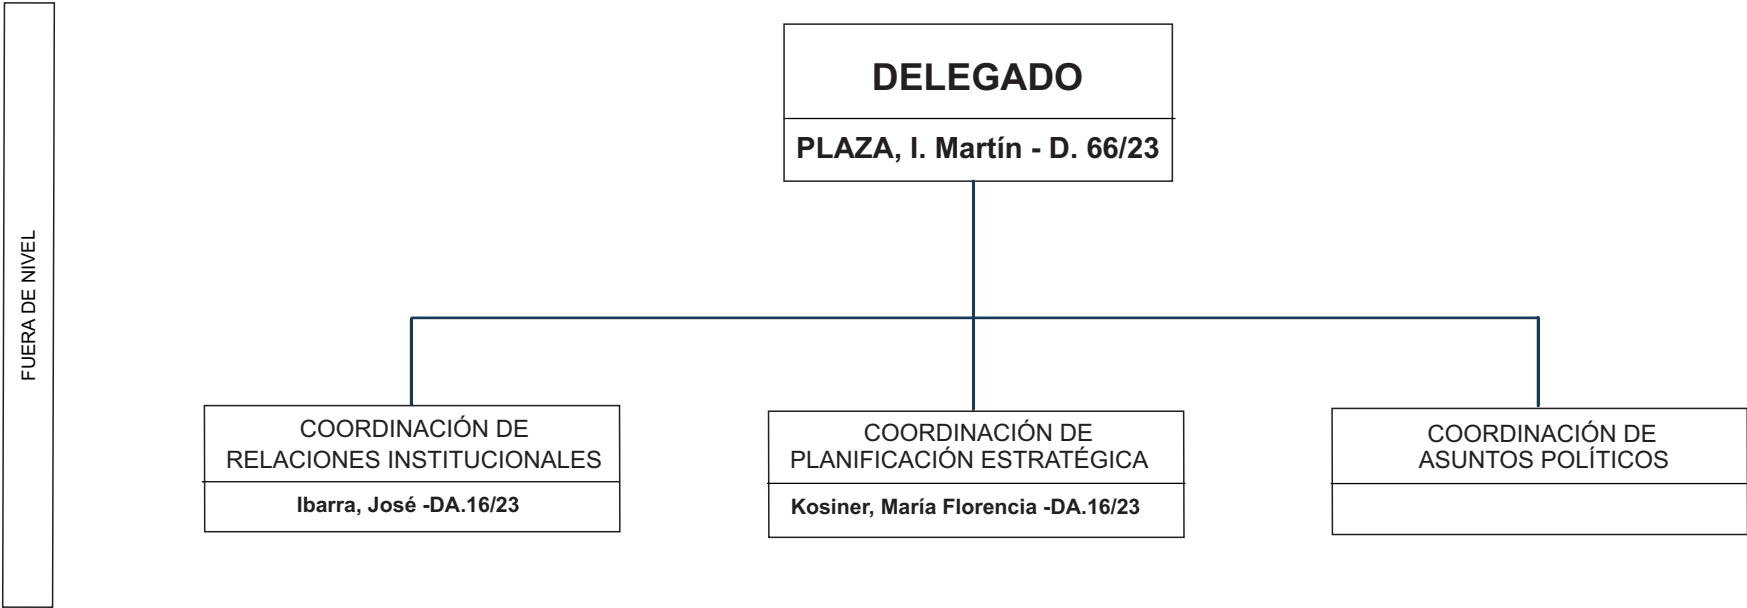 FUERA DE NIVEL
DELEGADO
PLAZA, I. Martín - D. 66/23
COORDINACIÓN DE
RELACIONES INSTITUCIONALES
Ibarra, José -DA.16/23
COORDINACIÓN DE
PLANIFICACIÓN ESTRATÉGICA
Kosiner, María Florencia -DA.16/23
COORDINACIÓN DE
ASUNTOS POLÍTICOS